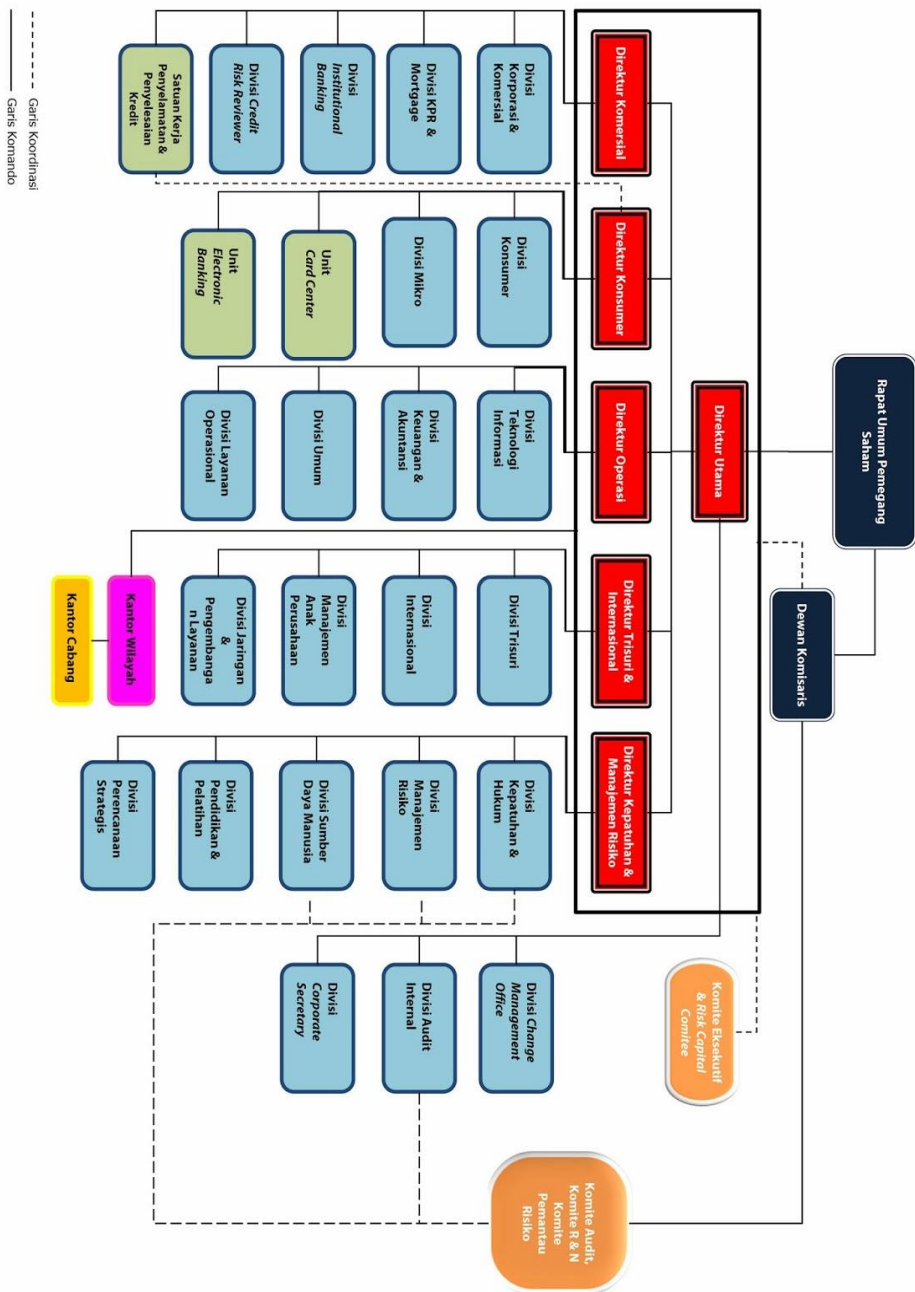 Rapat Umum Pemegang
Saham
Dewan Komisaris
Direktur Utama
Komite Eksekutif
& Risk Capital
Comitee
Komite Audit,
Komite R & N
Komite
Pemantau
Risiko
Direktur Komersial
Direktur Konsumer
Direktur Operasi
Direktur Trisuri &
Internasional
Direktur Kepatuhan &
Manajemen Risiko
Divisi
Korporasi &
Komersial
Divisi KPR &
Mortgage
Divisi
Institutional
Banking
Divisi Credit
Risk Reviewer
Satuan Kerja
Penyelamatan &
Penyelesaian
Kredit
Divisi
Konsumer
Divisi Mikro
Unit
Card Center
Unit
Electronic
Banking
Divisi
Teknologi
Informasi
Divisi
Keuangan &
Akuntansi
Divisi Umum
Divisi Layanan
Operasional
Divisi Trisuri
Divisi
Internasional
Divisi
Manajemen
Anak
Perusahaan
Divisi Jaringan
&
Pengembanga
n Layanan
Kantor Wilayah
Kantor Cabang
Divisi
Kepatuhan &
Hukum
Divisi
Manajemen
Risiko
Divisi Sumber
Daya Manusia
Divisi
Pendidikan &
Pelatihan
Divisi
Perencanaan
Strategis
Divisi Change
Management
Office
Divisi Audit
Internal
Divisi
Corporate
Secretary
Garis Koordinasi
Garis Komando